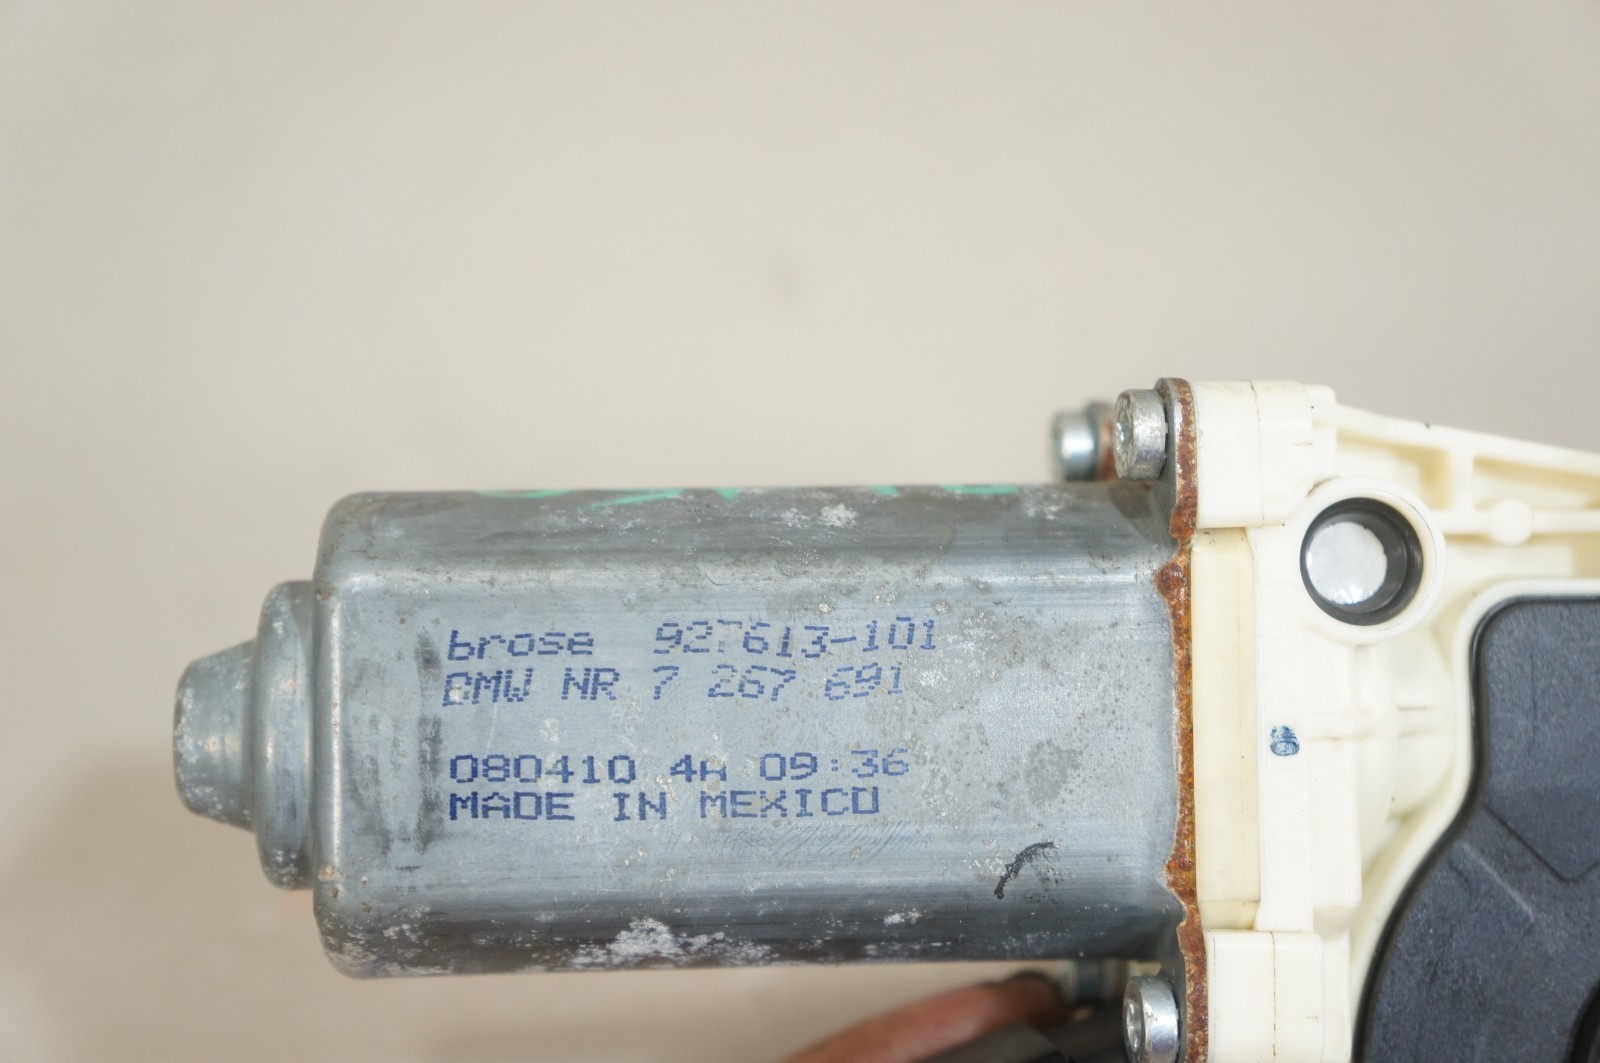 brose 927613-101
BMW NR 7 267 691
080410 4A 09:36
MADE IN MEXICO